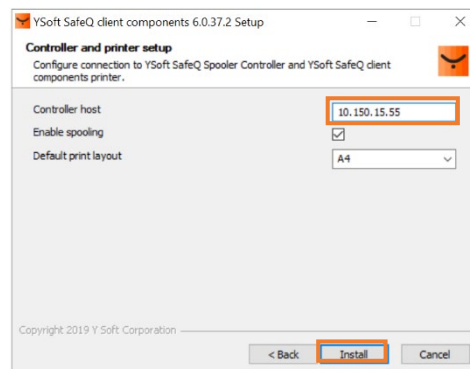 YSoft SafeQ client components 6.0.37.2 Setup
Controller and printer setup
Configure connection to YSoft SafeQ Spooler Controller and YSoft SafeQ client
components printer.
Controller host
10.150.15.55
Enable spooling
Default print layout
A4
Copyright 2019 Y Soft Corporation
< Back
Install
Cancel